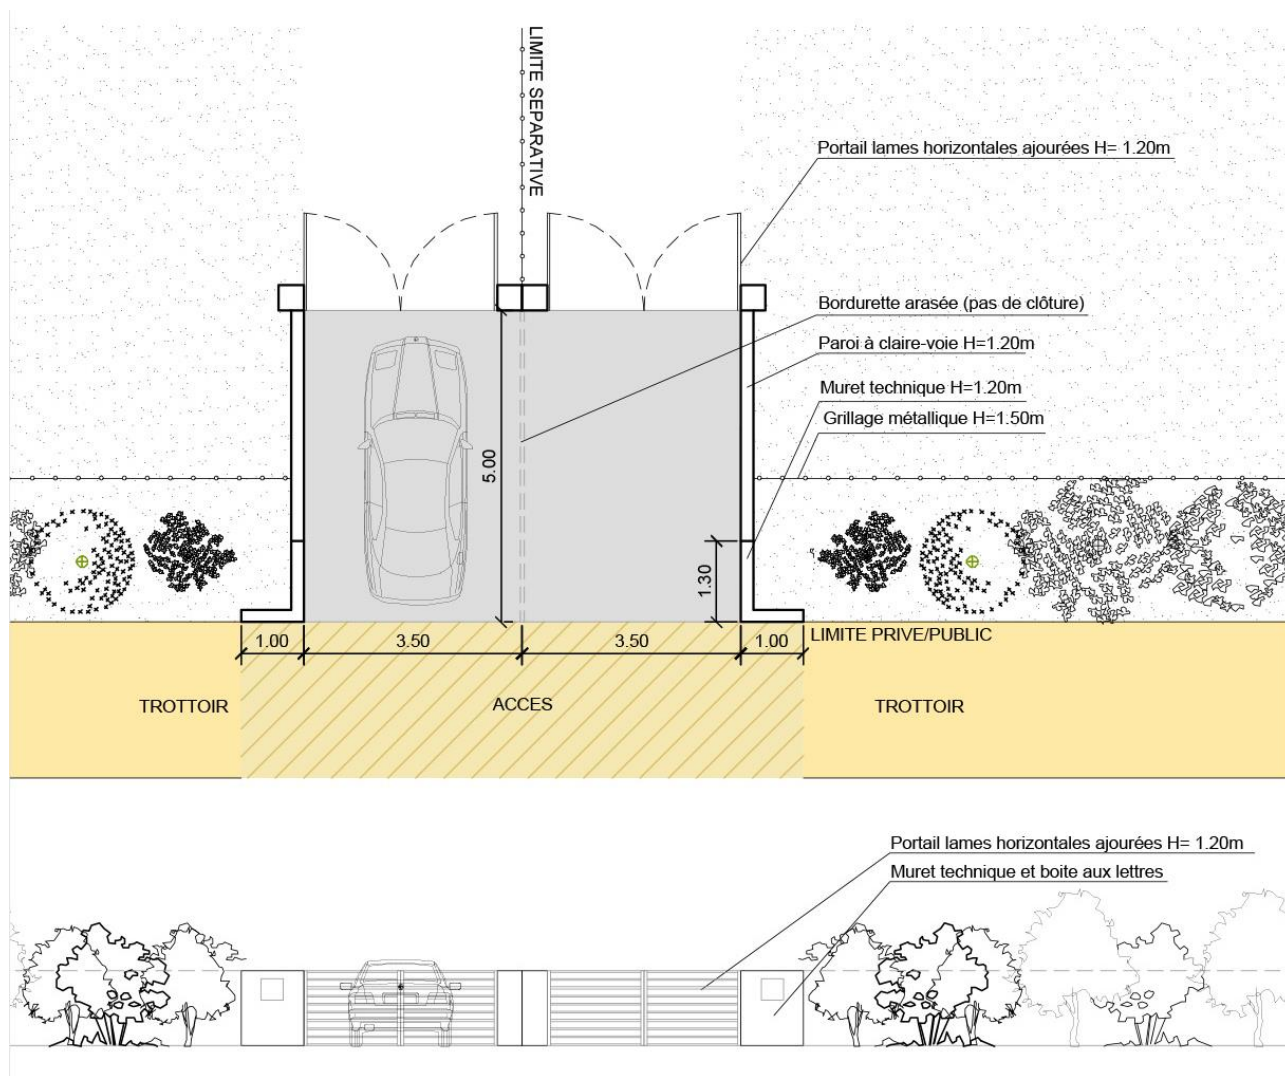 LIMITE SEPARATIVE
Portail lames horizontales ajourées H= 1.20m
Bordurette arasée (pas de clôture)
Paroi à claire-voie H=1.20m
Muret technique H=1.20m
Grillage métallique H=1.50m
5.00
1.30
1.00
3.50
3.50
1.00
LIMITE PRIVE/PUBLIC
TROTTOIR
ACCES
TROTTOIR
Portail lames horizontales ajourées H= 1.20m
Muret technique et boite aux lettres